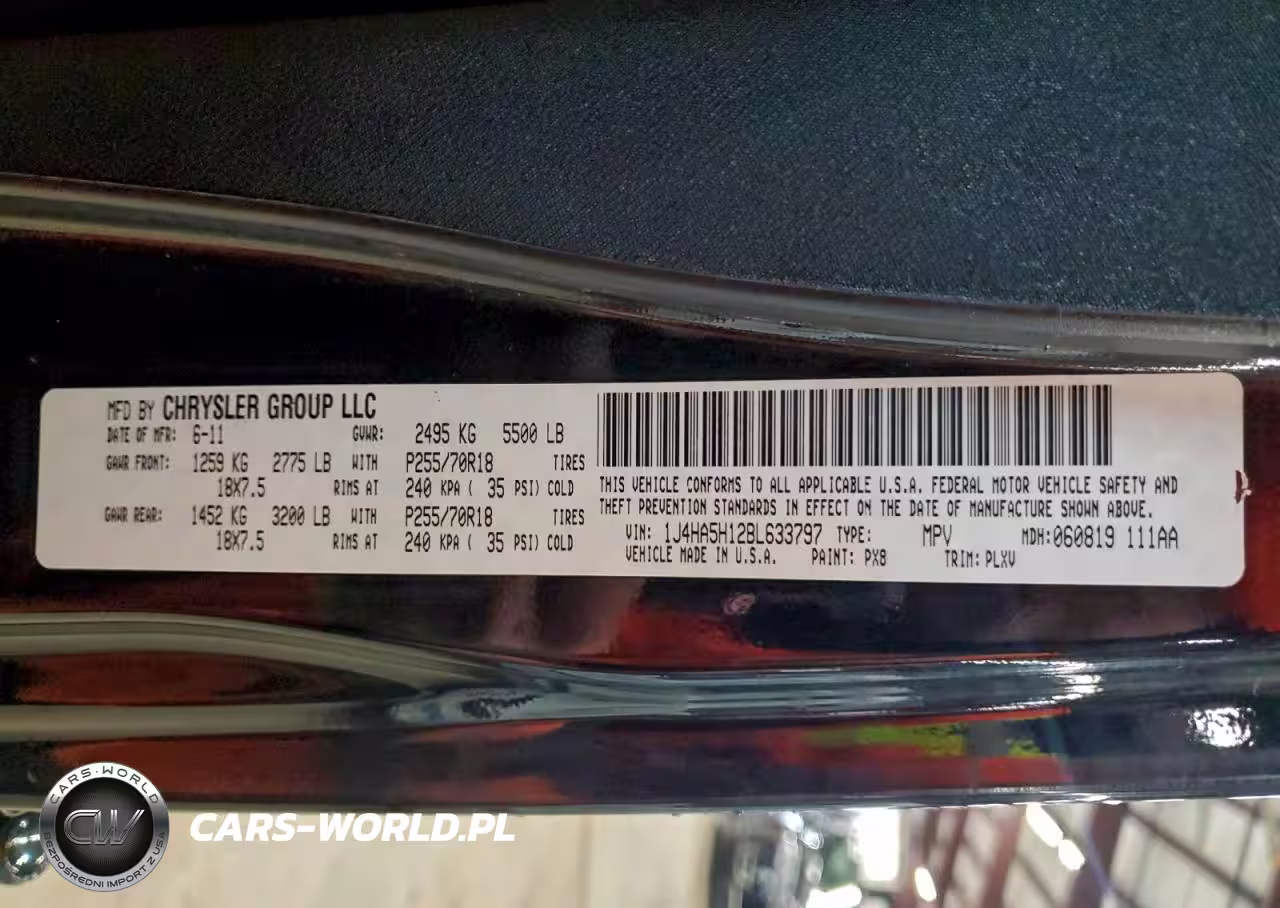 MFD BY CHRYSLER GROUP LLC
DATE OF MFR: 6-11 GVWR: 2495 KG 5500 LB
GAWR FRONT: 1259 KG 2775 LB WITH P255/70R18 TIRES
18X7.5 RIMS AT 240 KPA ( 35 PSI) COLD
GAWR REAR: 1452 KG 3200 LB WITH P255/70R18 TIRES
18X7.5 RIMS AT 240 KPA ( 35 PSI) COLD
THIS VEHICLE CONFORMS TO ALL APPLICABLE U.S.A. FEDERAL MOTOR VEHICLE SAFETY AND
THEFT PREVENTION STANDARDS IN EFFECT ON THE DATE OF MANUFACTURE SHOWN ABOVE.
VIN: 1J4HA5H12BL633797 TYPE: MPV MDH:060819 111AA
VEHICLE MADE IN U.S.A. PAINT: PX8 TRIM: PLXV
CARS-WORLD
CW
BEZPOŚREDNI IMPORT Z USA
CARS-WORLD.PL